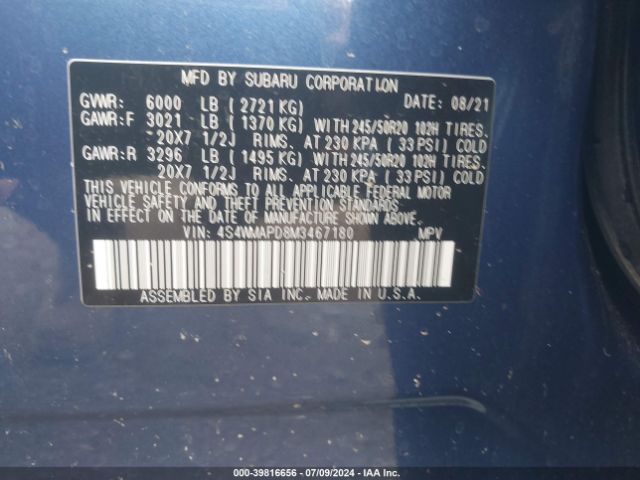 MFD BY SUBARU CORPORATION
GVWR: 6000 LB ( 2721 KG) DATE: 08/21
GAWR:F 3021 LB ( 1370 KG) WITH 245/50R20 102H TIRES.
20X7 1/2J RIMS. AT 230 KPA ( 33 PSI) COLD
GAWR:R 3296 LB ( 1495 KG) WITH 245/50R20 102H TIRES.
20X7 1/2J RIMS. AT 230 KPA ( 33 PSI) COLD
THIS VEHICLE CONFORMS TO ALL APPLICABLE FEDERAL MOTOR
VEHICLE SAFETY AND THEFT PREVENTION STANDARDS
IN EFFECT ON THE DATE OF MANUFACTURE SHOWN ABOVE.
VIN: 4S4WMAPD8M3467180 MPV
ASSEMBLED BY SIA INC. MADE IN U.S.A.
000-39816656 / 07/09/2024 - IAA Inc.